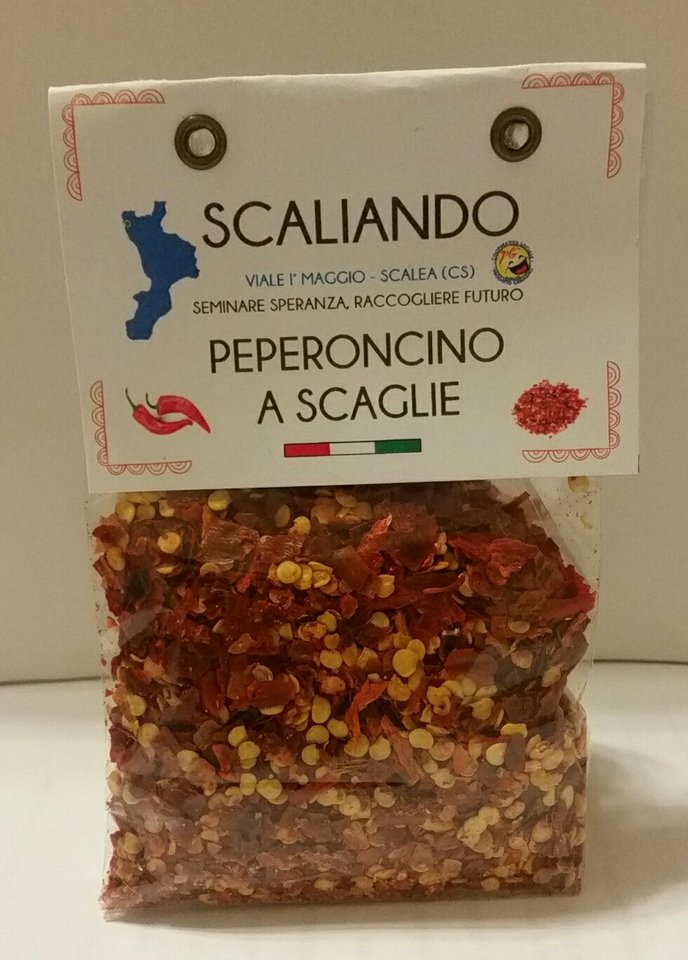 SCALIANDO
VIALE I° MAGGIO - SCALEA (CS)
SEMINARE SPERANZA, RACCOGLIERE FUTURO
PEPERONCINO
A SCAGLIE